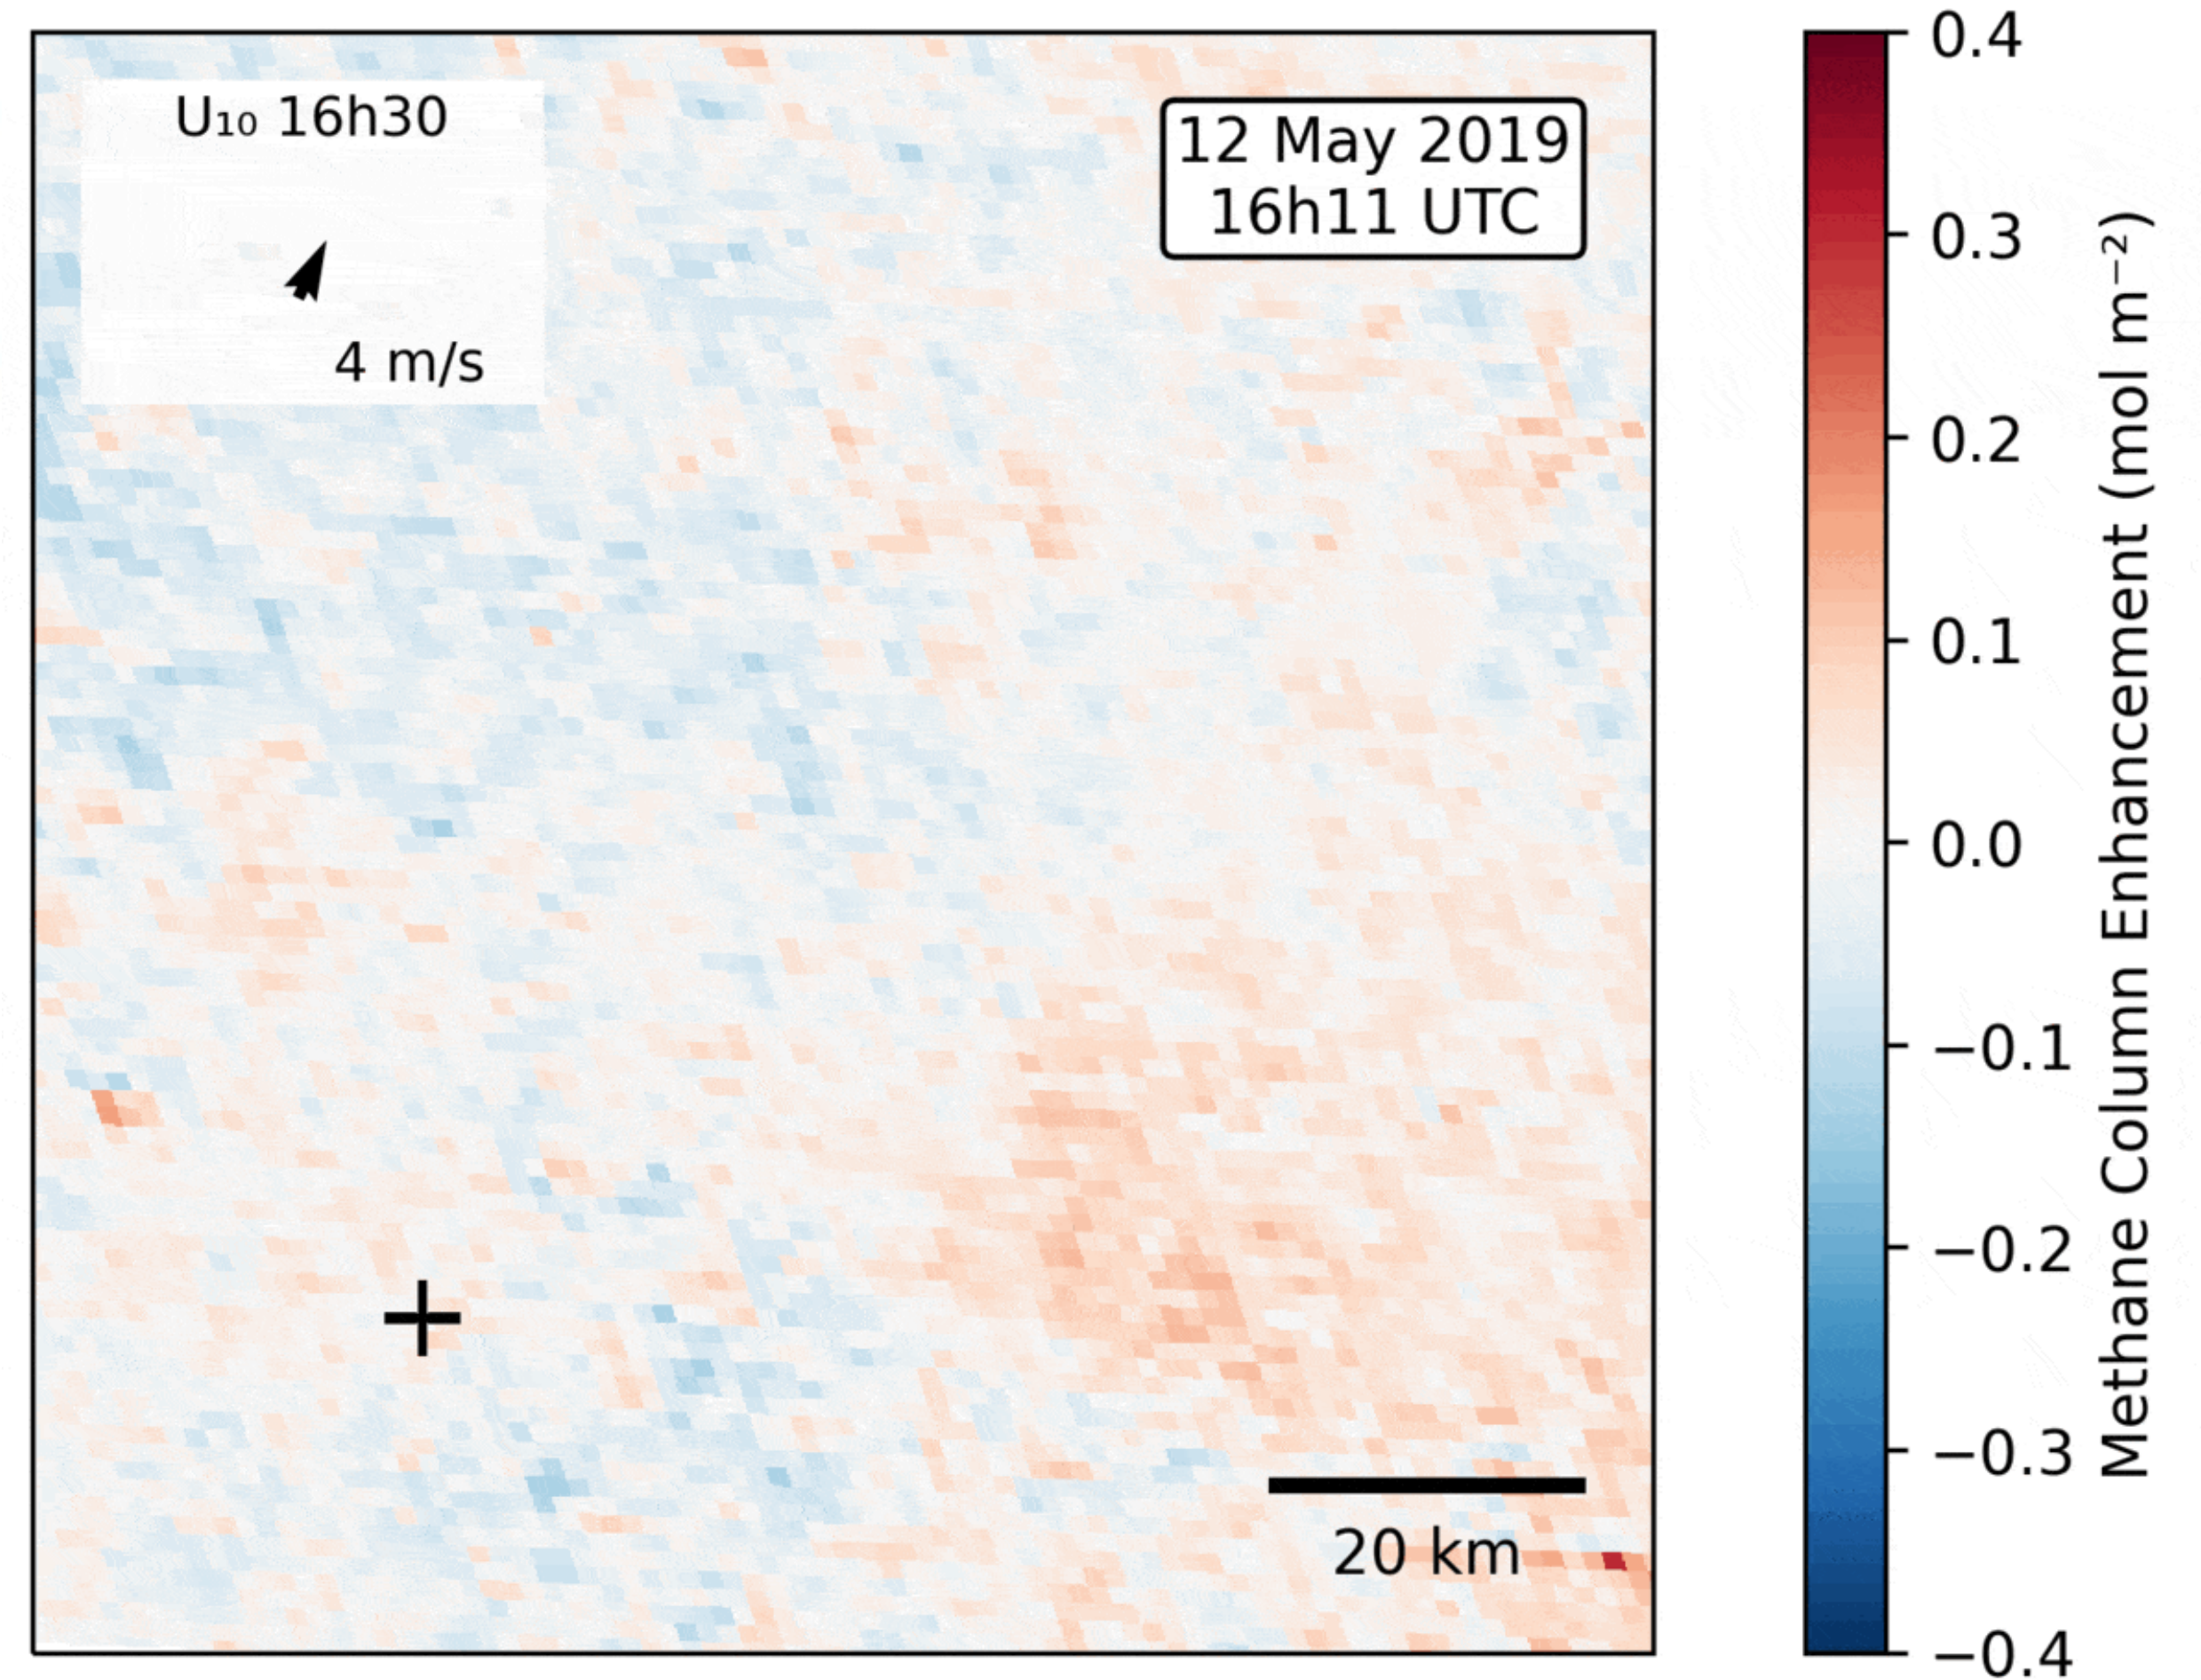 U₁₀ 16h30
4 m/s
12 May 2019
16h11 UTC
20 km
0.4
0.3
0.2
0.1
0.0
−0.1
−0.2
−0.3
−0.4
Methane Column Enhancement (mol m⁻²)